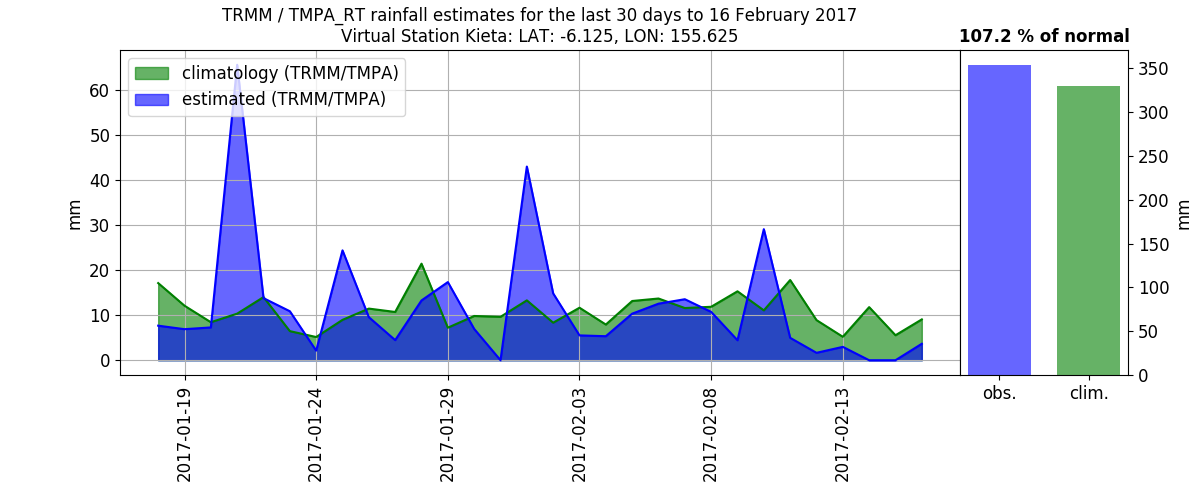 TRMM / TMPA_RT rainfall estimates for the last 30 days to 16 February 2017
Virtual Station Kieta: LAT: -6.125, LON: 155.625
107.2 % of normal
climatology (TRMM/TMPA)
estimated (TRMM/TMPA)
60
50
40
30
20
10
0
mm
2017-01-19
2017-01-24
2017-01-29
2017-02-03
2017-02-08
2017-02-13
350
300
250
200
150
100
50
0
mm
obs.
clim.